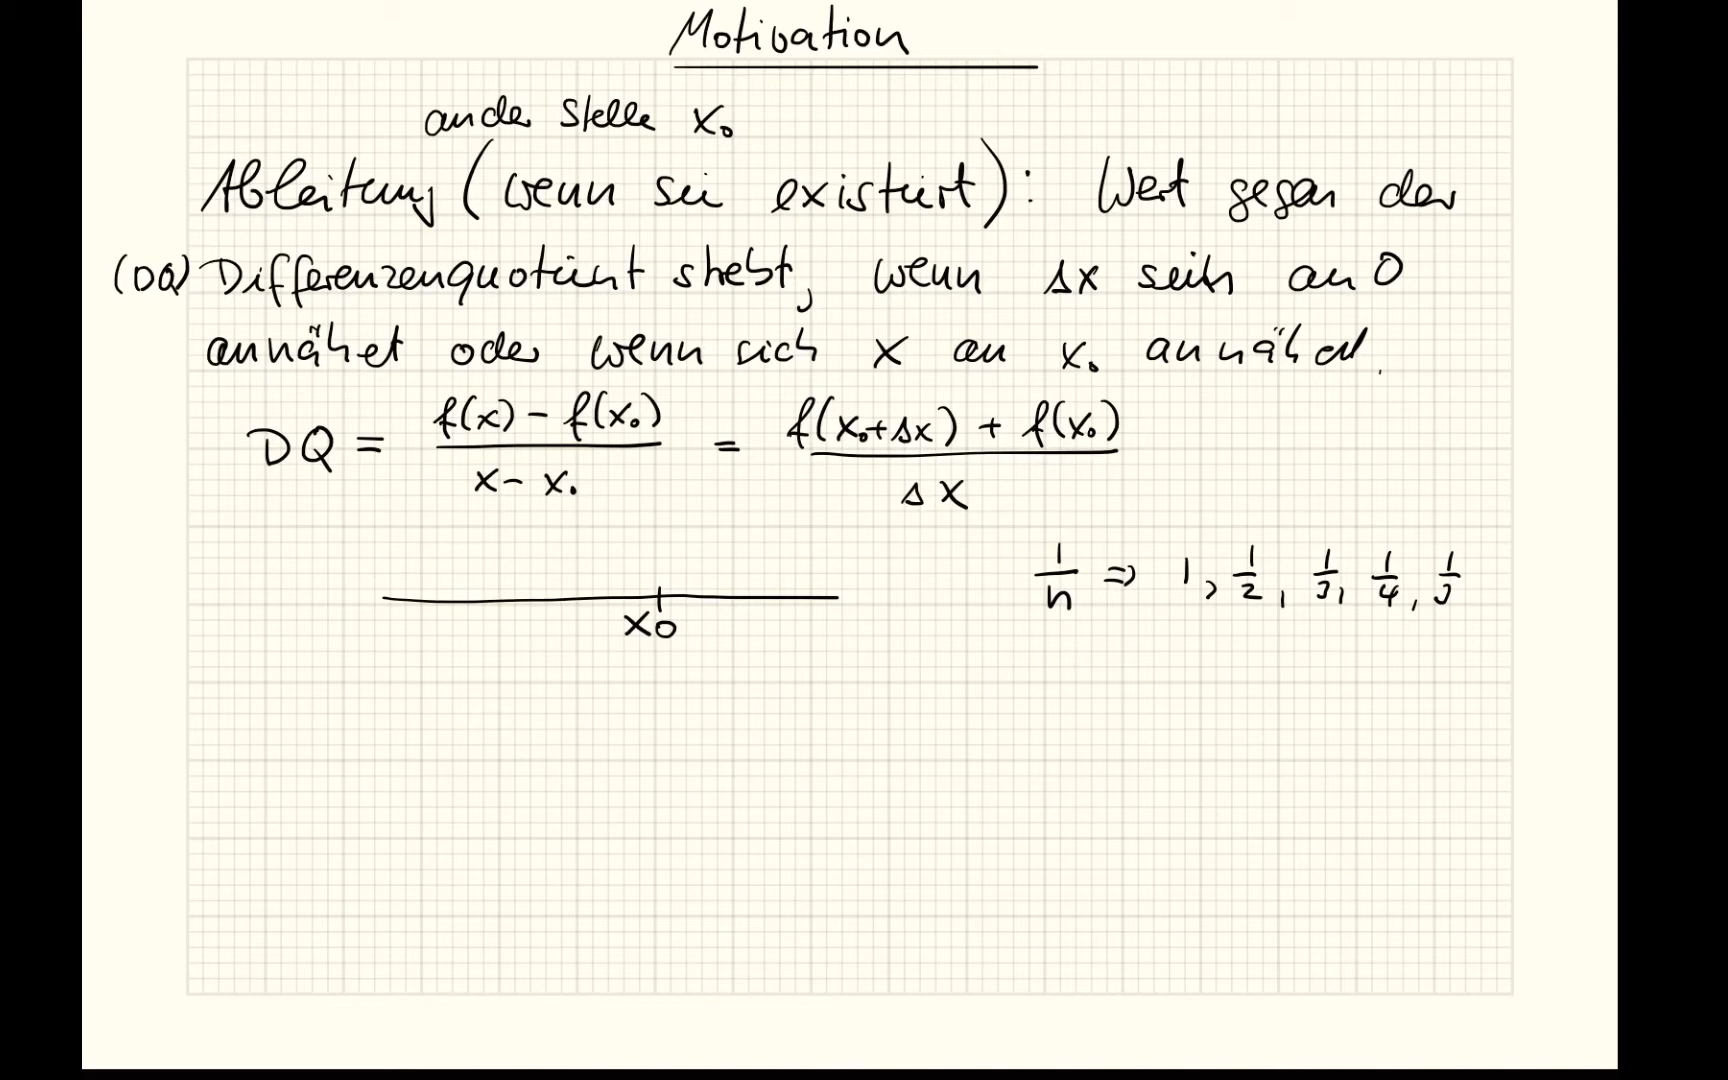 Motivation
an der Stelle x₀
Ableitung (wenn sie existiert): Wert gegen den
(DQ) Differenzenquotient strebt, wenn Δx sich an 0
annähert oder wenn sich x an x₀ annähert.
DQ = (f(x) - f(x₀))/(x - x₀) = (f(x₀+Δx) + f(x₀))/Δx
1/n ⇒ 1, 1/2, 1/3, 1/4, 1/5
x₀